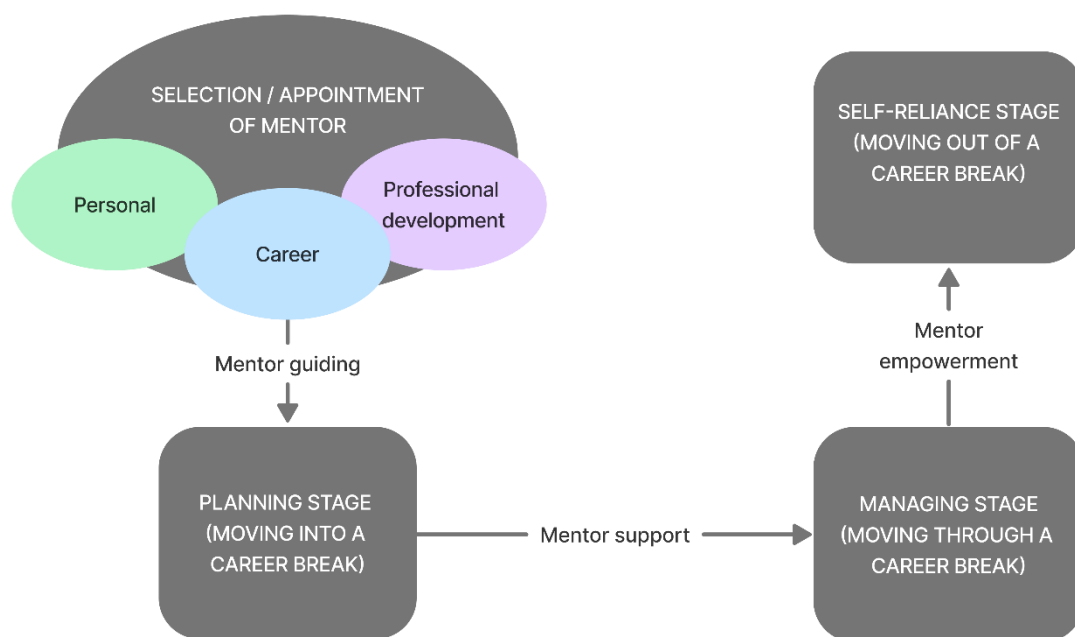 SELECTION / APPOINTMENT
OF MENTOR
Personal
Career
Professional
development
Mentor guiding
PLANNING STAGE
(MOVING INTO A
CAREER BREAK)
Mentor support
MANAGING STAGE
(MOVING THROUGH A
CAREER BREAK)
Mentor
empowerment
SELF-RELIANCE STAGE
(MOVING OUT OF A
CAREER BREAK)